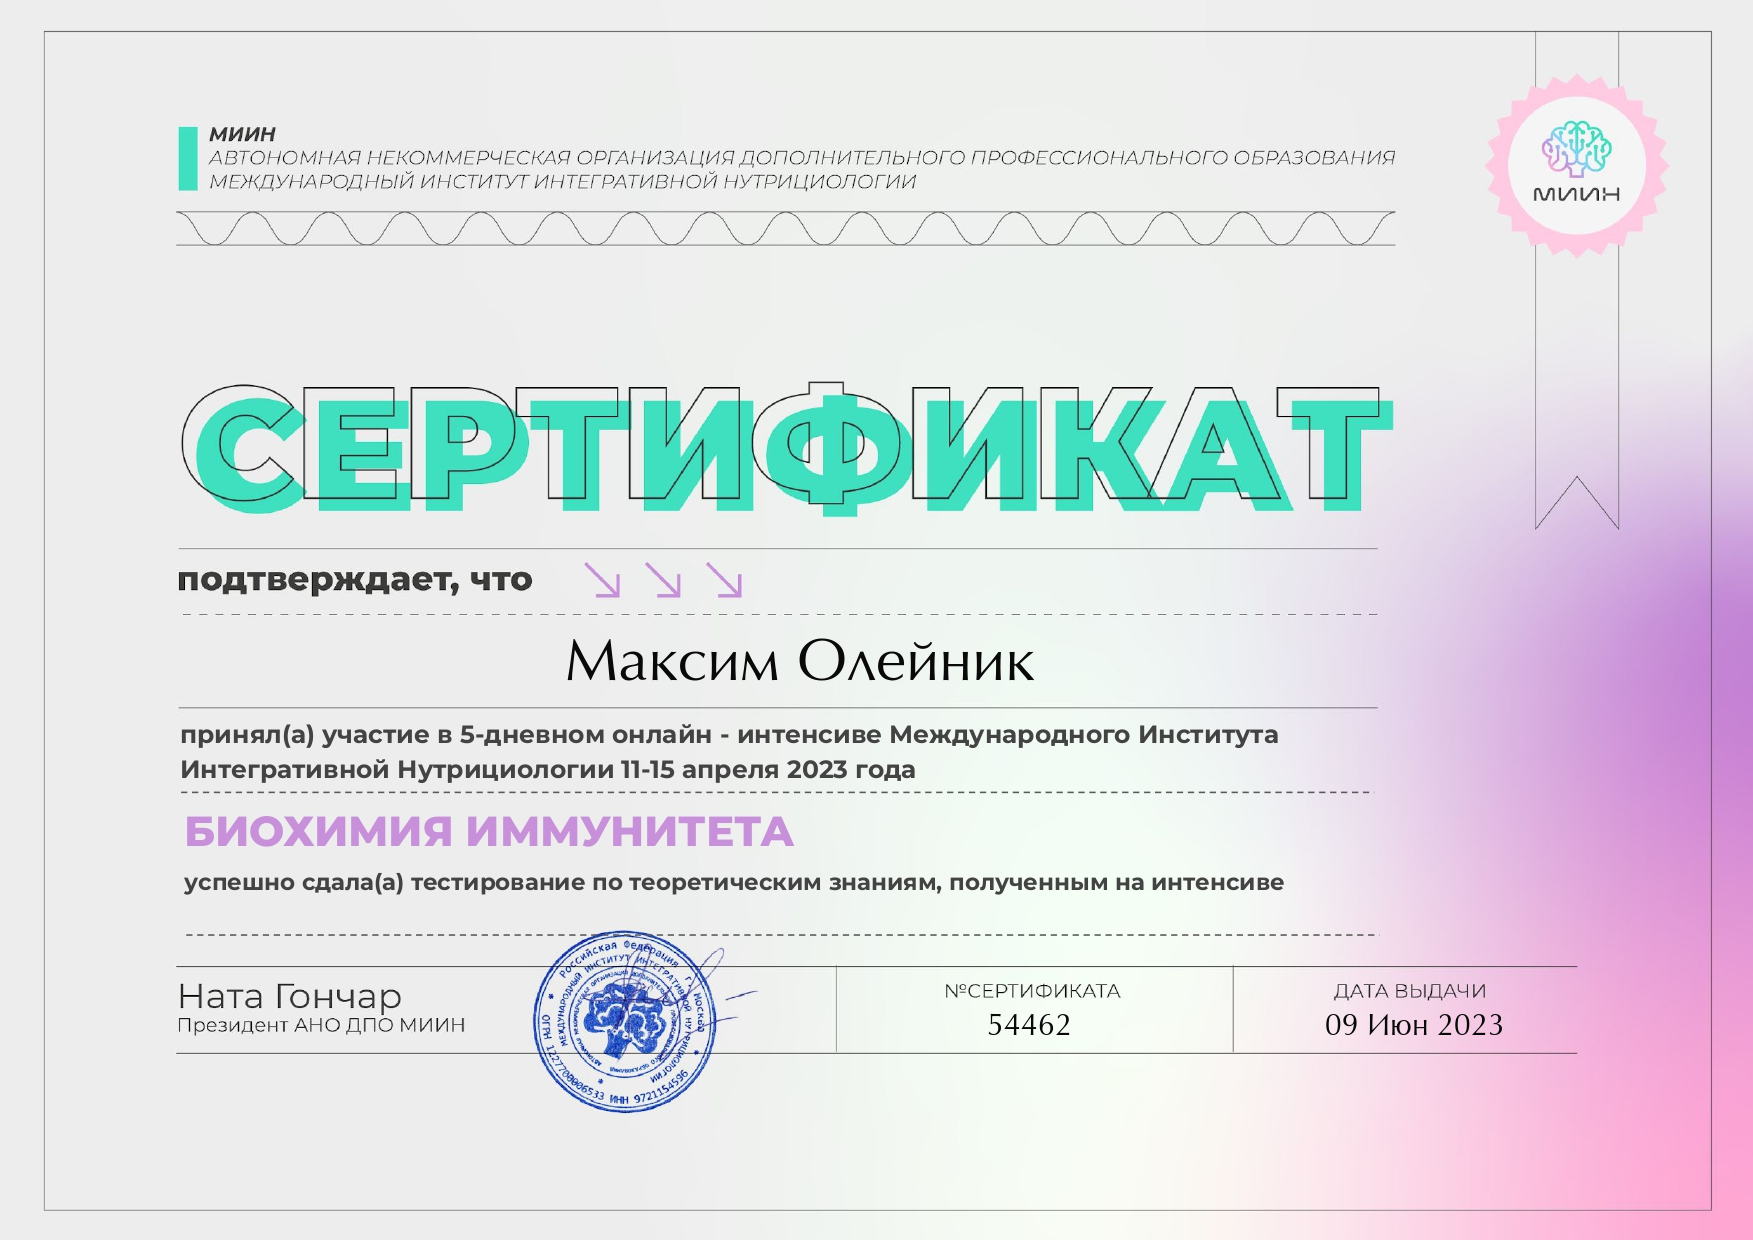 МИИН
АВТОНОМНАЯ НЕКОММЕРЧЕСКАЯ ОРГАНИЗАЦИЯ ДОПОЛНИТЕЛЬНОГО ПРОФЕССИОНАЛЬНОГО ОБРАЗОВАНИЯ
МЕЖДУНАРОДНЫЙ ИНСТИТУТ ИНТЕГРАТИВНОЙ НУТРИЦИОЛОГИИ
МИИН
СЕРТИФИКАТ
подтверждает, что
Максим Олейник
принял(а) участие в 5-дневном онлайн - интенсиве Международного Института
Интегративной Нутрициологии 11-15 апреля 2023 года
БИОХИМИЯ ИММУНИТЕТА
успешно сдала(а) тестирование по теоретическим знаниям, полученным на интенсиве
Ната Гончар
Президент АНО ДПО МИИН
Российская Федерация г. Москва
ОГРН 1227700006533 ИНН 9721154596
МЕЖДУНАРОДНЫЙ ИНСТИТУТ ИНТЕГРАТИВНОЙ НУТРИЦИОЛОГИИ
№СЕРТИФИКАТА
54462
ДАТА ВЫДАЧИ
09 Июн 2023